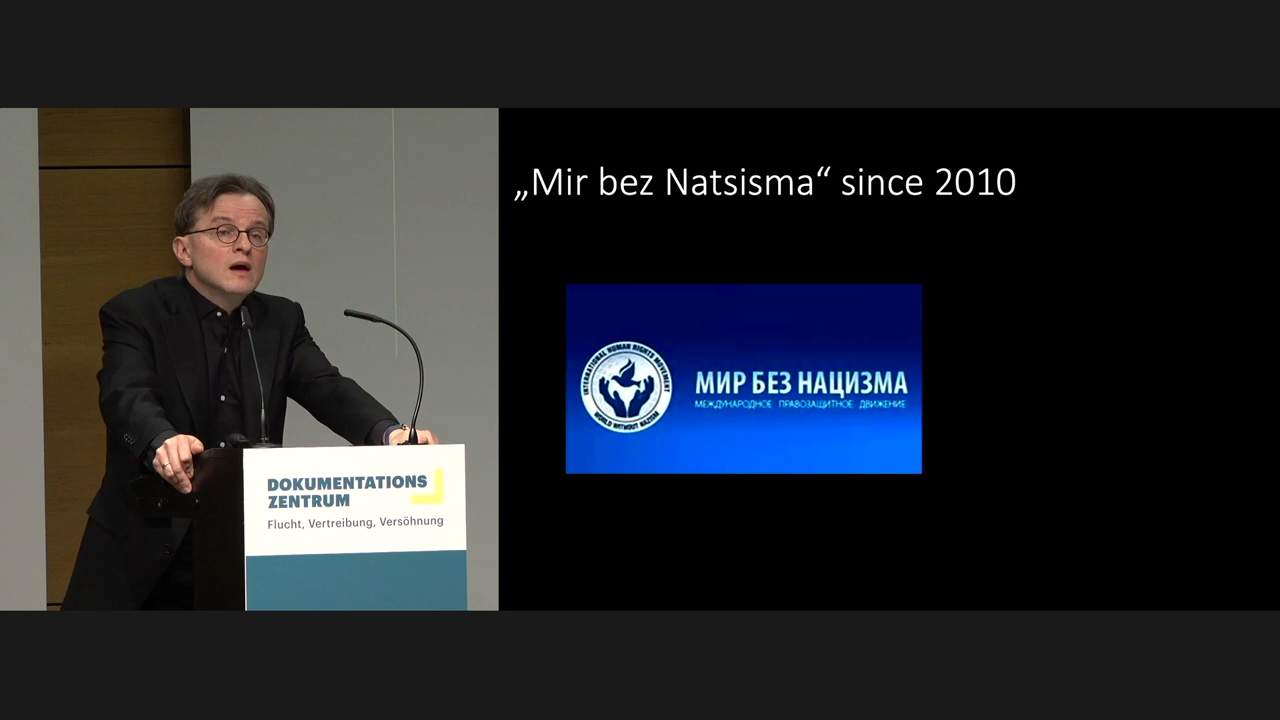 „Mir bez Natsisma“ since 2010
INTERNATIONAL HUMAN RIGHTS MOVEMENT
WORLD WITHOUT NAZISM
МИР БЕЗ НАЦИЗМА
МЕЖДУНАРОДНОЕ ПРАВОЗАЩИТНОЕ ДВИЖЕНИЕ
DOKUMENTATIONS
ZENTRUM
Flucht, Vertreibung, Versöhnung